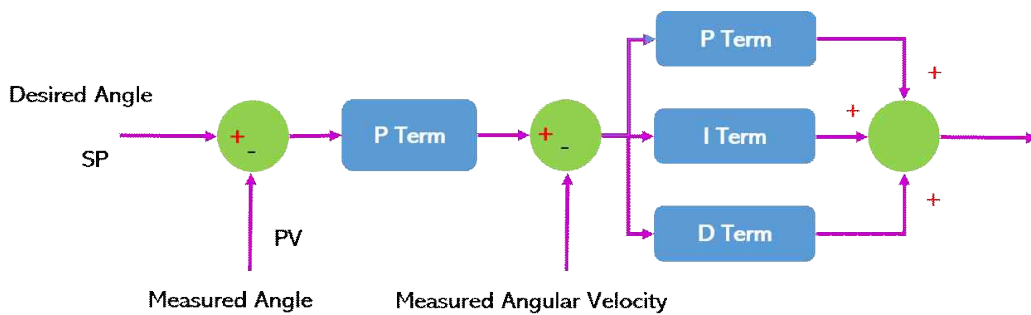 P Term
Desired Angle
+
+
+
P Term
+
I Term
-
-
SP
+
D Term
PV
Measured Angle
Measured Angular Velocity